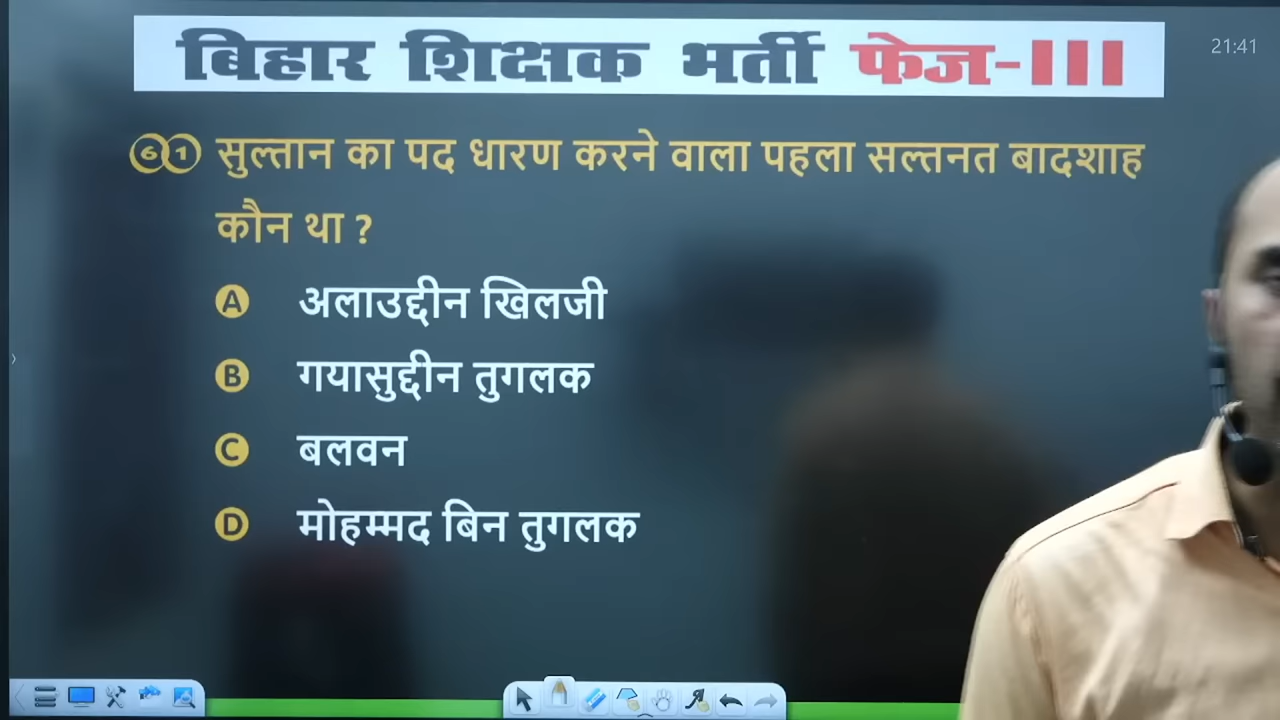 बिहार शिक्षक भर्ती फेज-III
21:41
61 सुल्तान का पद धारण करने वाला पहला सल्तनत बादशाह
कौन था ?
A अलाउद्दीन खिलजी
B गयासुद्दीन तुगलक
C बलवन
D मोहम्मद बिन तुगलक